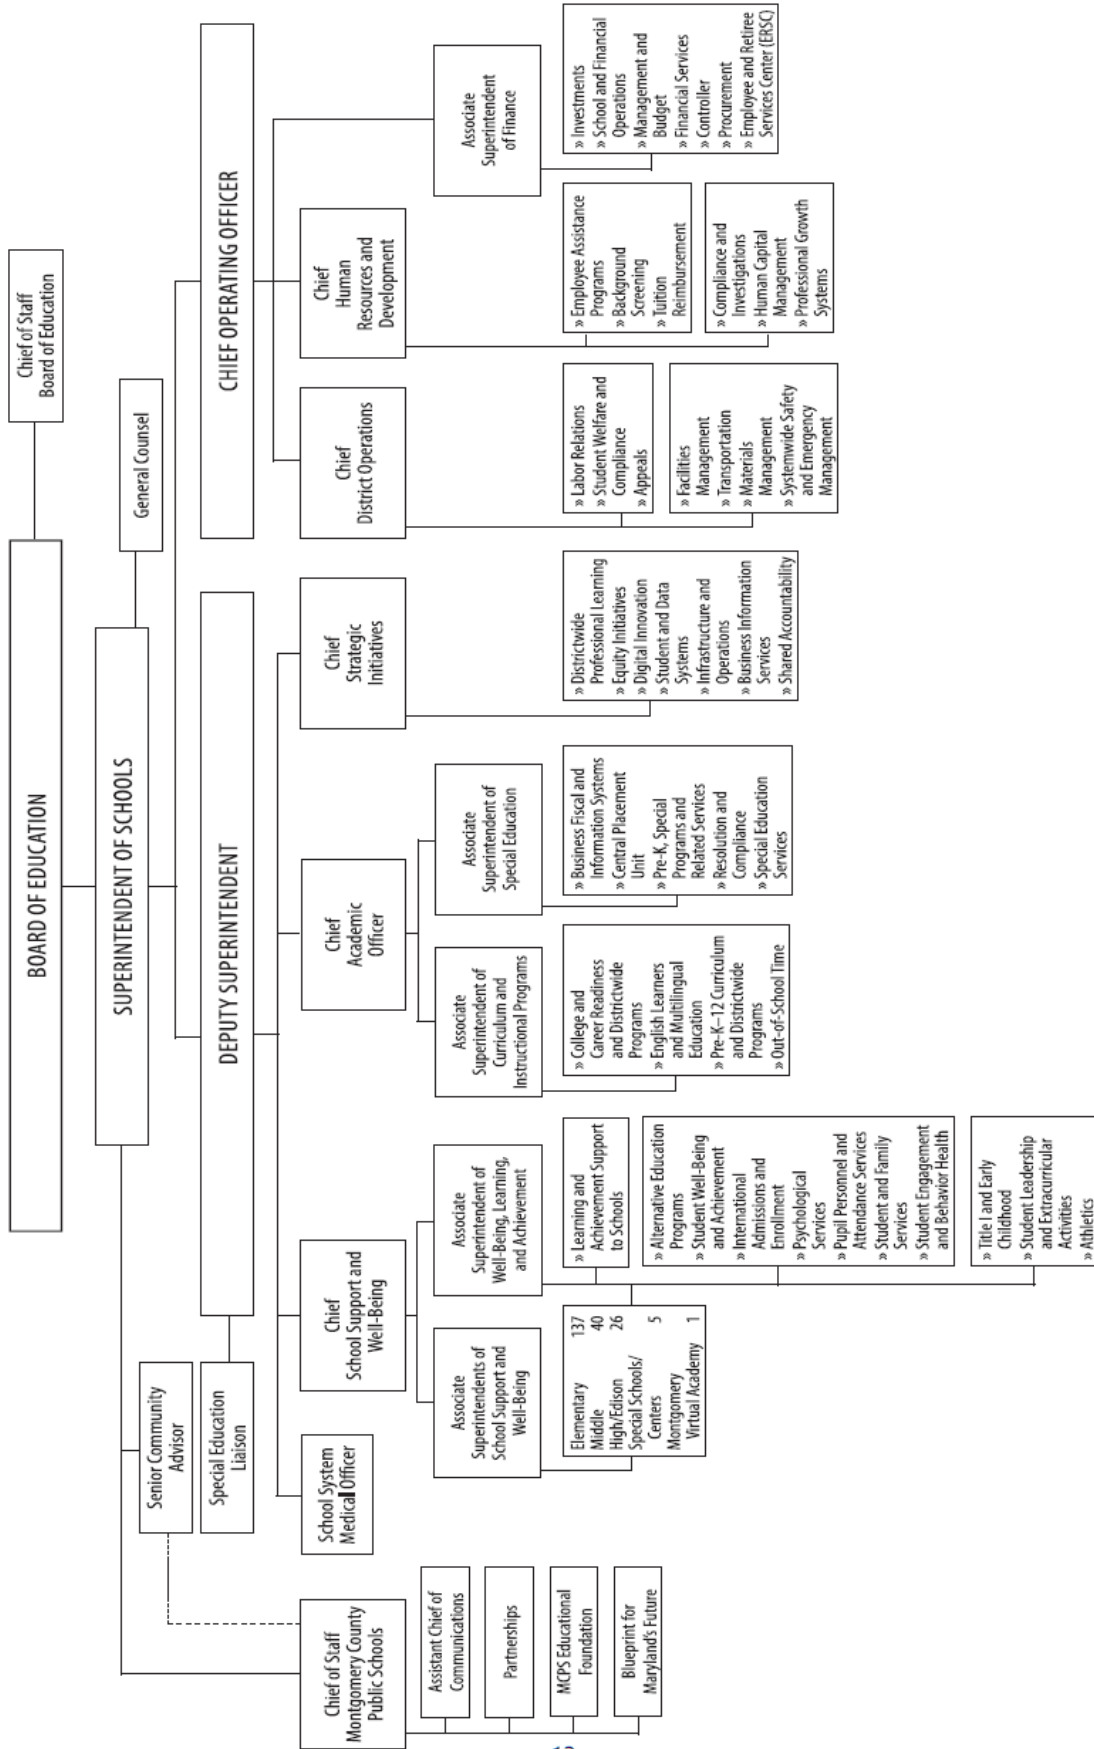 BOARD OF EDUCATION
Chief of Staff
Board of Education
SUPERINTENDENT OF SCHOOLS
General Counsel
Senior Community
Advisor
Special Education
Liaison
DEPUTY SUPERINTENDENT
CHIEF OPERATING OFFICER
Chief of Staff
Montgomery County
Public Schools
Assistant Chief of
Communications
Partnerships
MCPS Educational
Foundation
Blueprint for
Maryland's Future
School System
Medical Officer
Chief
School Support and
Well-Being
Associate
Superintendents of
School Support and
Well-Being
Elementary 137
Middle 40
High/Edison 26
Special Schools/
Centers 5
Montgomery
Virtual Academy 1
Associate
Superintendent of
Well-Being, Learning,
and Achievement
» Learning and
Achievement Support
to Schools
» Alternative Education
Programs
» Student Well-Being
and Achievement
» International
Admissions and
Enrollment
» Psychological
Services
» Pupil Personnel and
Attendance Services
» Student and Family
Services
» Student Engagement
and Behavior Health
» Title I and Early
Childhood
» Student Leadership
and Extracurricular
Activities
» Athletics
Chief
Academic
Officer
Associate
Superintendent of
Curriculum and
Instructional Programs
» College and
Career Readiness
and Districtwide
Programs
» English Learners
and Multilingual
Education
» Pre-K–12 Curriculum
and Districtwide
Programs
» Out-of-School Time
Associate
Superintendent of
Special Education
» Business Fiscal and
Information Systems
» Central Placement
Unit
» Pre-K, Special
Programs and
Related Services
» Resolution and
Compliance
» Special Education
Services
Chief
Strategic
Initiatives
» Districtwide
Professional Learning
» Equity Initiatives
» Digital Innovation
» Student and Data
Systems
» Infrastructure and
Operations
» Business Information
Services
» Shared Accountability
Chief
District Operations
» Labor Relations
» Student Welfare and
Compliance
» Appeals
» Facilities
Management
» Transportation
» Materials
Management
» Systemwide Safety
and Emergency
Management
Chief
Human
Resources and
Development
» Employee Assistance
Programs
» Background
Screening
» Tuition
Reimbursement
» Compliance and
Investigations
» Human Capital
Management
» Professional Growth
Systems
Associate
Superintendent
of Finance
» Investments
» School and Financial
Operations
» Management and
Budget
» Financial Services
» Controller
» Procurement
» Employee and Retiree
Services Center (ERSC)